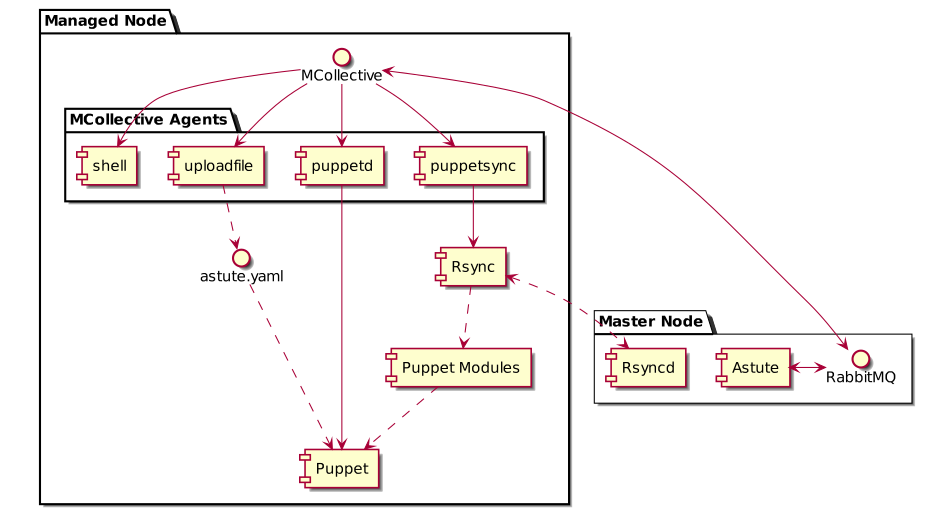 Managed Node
MCollective
MCollective Agents
shell
uploadfile
puppetd
puppetsync
astute.yaml
Rsync
Master Node
Puppet Modules
Rsyncd
Astute
RabbitMQ
Puppet